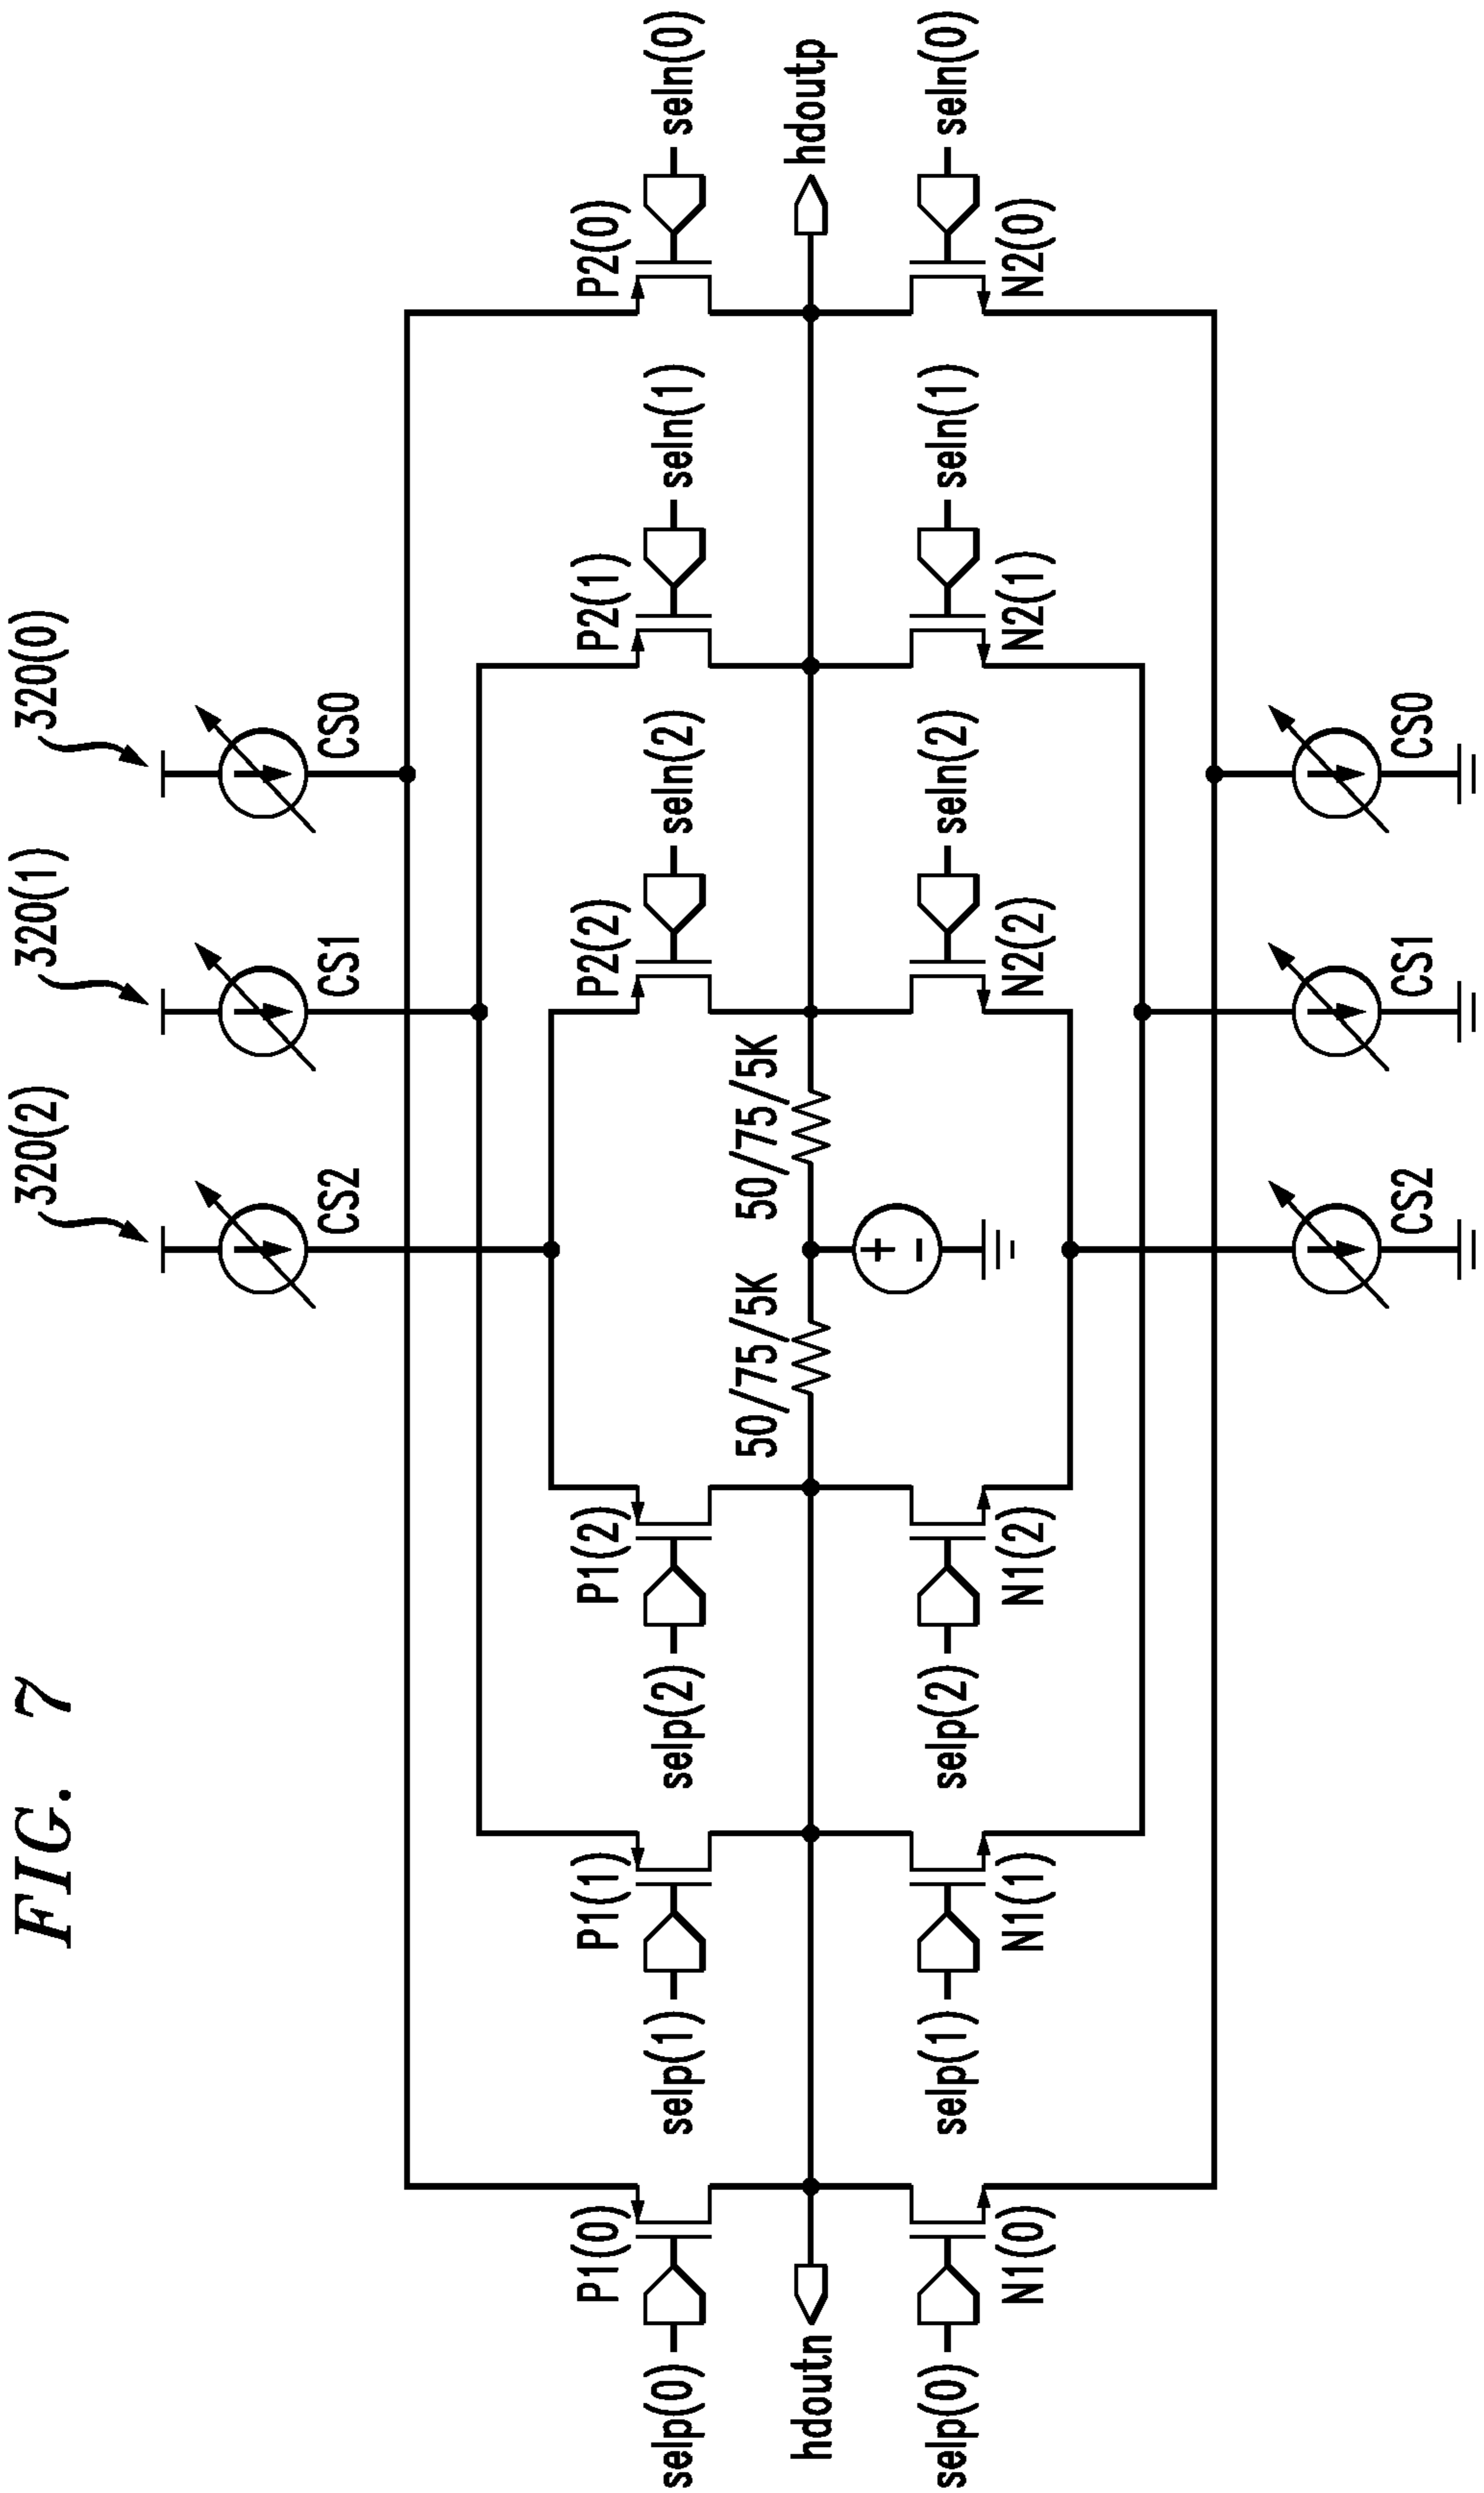 FIG. 7
320(2)
320(1)
320(0)
CS2
CS1
CS0
P1(0)
P1(1)
P1(2)
P2(2)
P2(1)
P2(0)
selp(0)
selp(1)
selp(2)
seln(2)
seln(1)
seln(0)
50/75/5K
50/75/5K
hdoutn
hdoutp
+
-
selp(0)
selp(1)
selp(2)
seln(2)
seln(1)
seln(0)
N1(0)
N1(1)
N1(2)
N2(2)
N2(1)
N2(0)
CS2
CS1
CS0